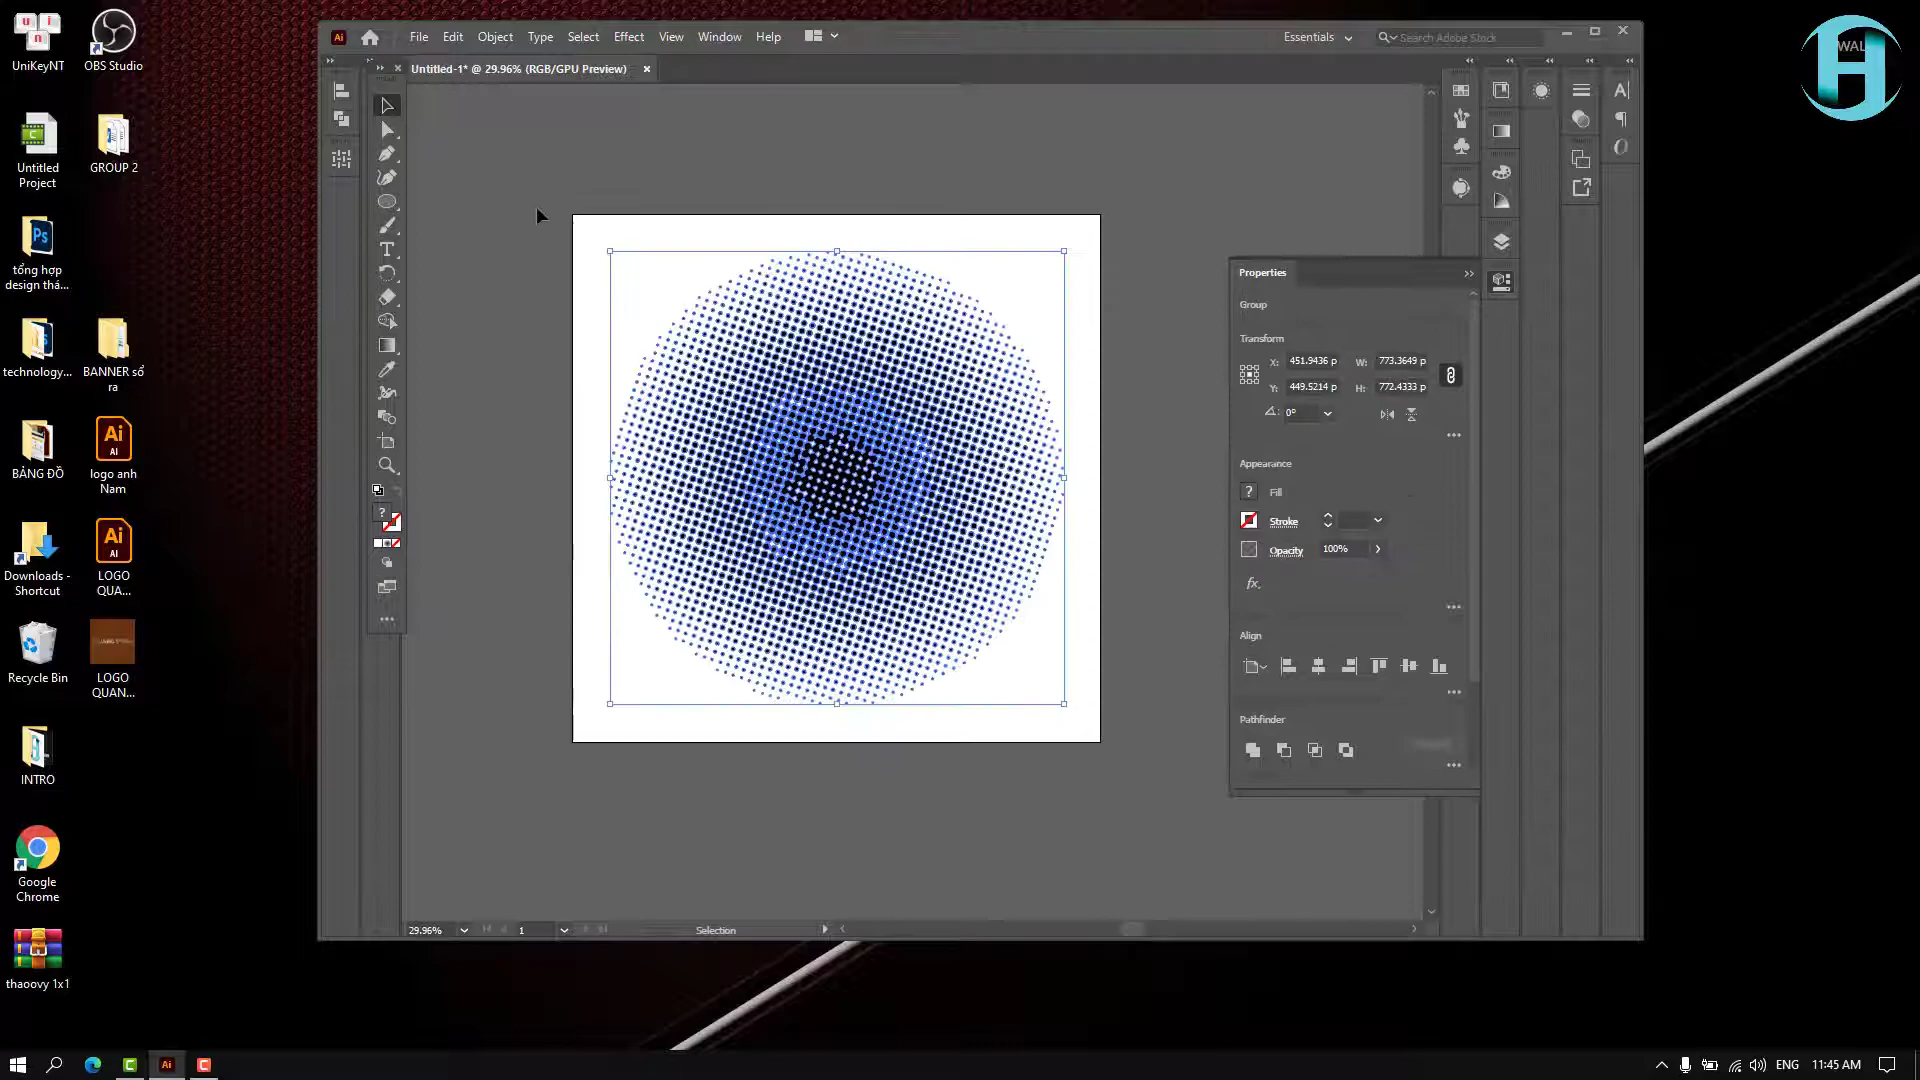 UniKeyNT
OBS Studio
Untitled
Project
GROUP 2
tổng hợp
design thá...
technology...
BANNER sổ
ra
BẢNG ĐỒ
logo anh
Nam
Downloads -
Shortcut
LOGO
QUA...
Recycle Bin
LOGO
QUAN...
INTRO
Google
Chrome
thaoovy 1x1
File Edit Object Type Select Effect View Window Help
Essentials
Search Adobe Stock
WAL
Untitled-1* @ 29.96% (RGB/GPU Preview)
Properties
Group
Transform
X: 451.9436 p W: 773.3649 p
Y: 449.5214 p H: 772.4333 p
0°
Appearance
Fill
Stroke
Opacity 100%
fx.
Align
Pathfinder
29.96% 1 Selection
ENG 11:45 AM